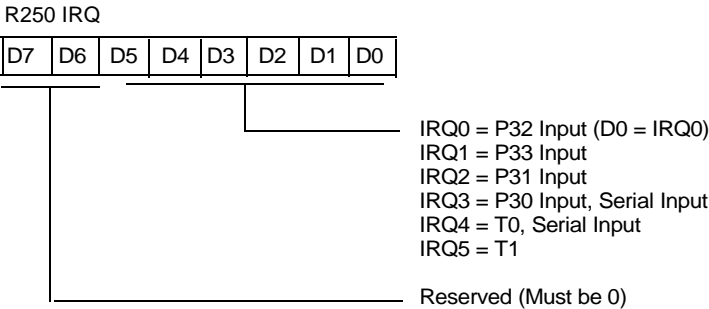 R250 IRQ
D7 D6 D5 D4 D3 D2 D1 D0
IRQ0 = P32 Input (D0 = IRQ0)
IRQ1 = P33 Input
IRQ2 = P31 Input
IRQ3 = P30 Input, Serial Input
IRQ4 = T0, Serial Input
IRQ5 = T1
Reserved (Must be 0)